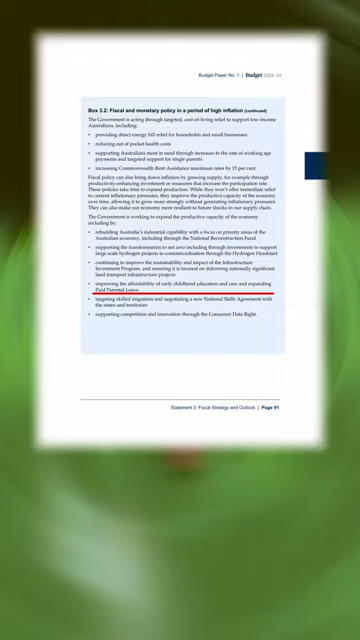 Budget Paper No. 1 | Budget 2023–24
Box 3.2: Fiscal and monetary policy in a period of high inflation (continued)
The Government is acting through targeted, cost-of-living relief to support low-income
Australians, including:
• providing direct energy bill relief for households and small businesses
• reducing out of pocket health costs
• supporting Australians most in need through increases to the rate of working age
payments and targeted support for single parents
• increasing Commonwealth Rent Assistance maximum rates by 15 per cent.
Fiscal policy can also bring down inflation by growing supply, for example through
productivity-enhancing investment or measures that increase the participation rate.
These policies take time to expand production. While they won't offer immediate relief
to current inflationary pressures, they improve the productive capacity of the economy
over time, allowing it to grow more strongly without generating inflationary pressures.
They can also make our economy more resilient to future shocks in our supply chain.
The Government is working to expand the productive capacity of the economy
including by:
• rebuilding Australia's industrial capability with a focus on priority areas of the
Australian economy, including through the National Reconstruction Fund
• supporting the transformation to net zero including through investments to support
large-scale hydrogen projects to commercialisation through the Hydrogen Headstart
• continuing to improve the sustainability and impact of the Infrastructure
Investment Program, and ensuring it is focused on delivering nationally significant
land transport infrastructure projects
• improving the affordability of early childhood education and care and expanding
Paid Parental Leave
• targeting skilled migration and negotiating a new National Skills Agreement with
the states and territories
• supporting competition and innovation through the Consumer Data Right.
Statement 3: Fiscal Strategy and Outlook | Page 91